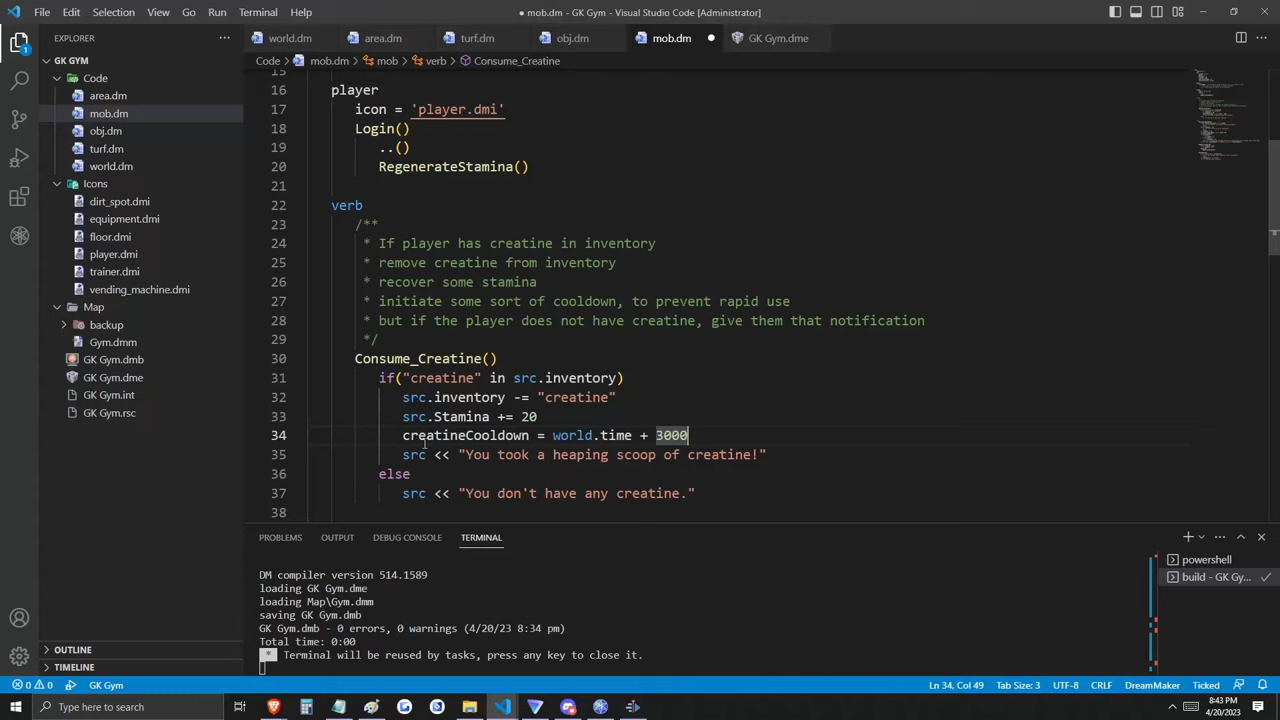 File Edit Selection View Go Run Terminal Help
● mob.dm - GK Gym - Visual Studio Code [Administrator]
EXPLORER
world.dm area.dm turf.dm obj.dm mob.dm ● GK Gym.dme
GK GYM
Code > mob.dm > mob > verb > Consume_Creatine
Code
area.dm
mob.dm
obj.dm
turf.dm
world.dm
Icons
dirt_spot.dmi
equipment.dmi
floor.dmi
player.dmi
trainer.dmi
vending_machine.dmi
Map
backup
Gym.dmm
GK Gym.dmb
GK Gym.dme
GK Gym.int
GK Gym.rsc
OUTLINE
TIMELINE
1
15
16 player
17 icon = 'player.dmi'
18 Login()
19 ..()
20 RegenerateStamina()
21
22 verb
23 /**
24 * If player has creatine in inventory
25 * remove creatine from inventory
26 * recover some stamina
27 * initiate some sort of cooldown, to prevent rapid use
28 * but if the player does not have creatine, give them that notification
29 */
30 Consume_Creatine()
31 if("creatine" in src.inventory)
32 src.inventory -= "creatine"
33 src.Stamina += 20
34 creatineCooldown = world.time + 3000
35 src << "You took a heaping scoop of creatine!"
36 else
37 src << "You don't have any creatine."
38
PROBLEMS OUTPUT DEBUG CONSOLE TERMINAL
DM compiler version 514.1589
loading GK Gym.dme
loading Map\Gym.dmm
saving GK Gym.dmb
GK Gym.dmb - 0 errors, 0 warnings (4/20/23 8:34 pm)
Total time: 0:00
* Terminal will be reused by tasks, press any key to close it.
powershell
build - GK Gy...
0 0 GK Gym Ln 34, Col 49 Tab Size: 3 UTF-8 CRLF DreamMaker Ticked
Type here to search
8:43 PM
4/20/2023